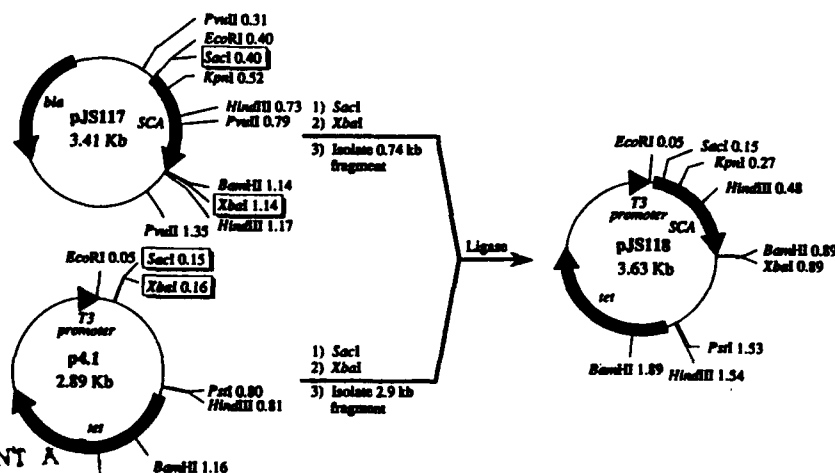 PvuII 0.31
EcoRI 0.40
SacI 0.40
KpnI 0.52
bla
pJS117
3.41 Kb
SCA
HindIII 0.73
PvuII 0.79
BamHI 1.14
XbaI 1.14
HindIII 1.17
PvuII 1.35
1) SacI
2) XbaI
3) Isolate 0.74 kb
fragment
EcoRI 0.05
SacI 0.15
XbaI 0.16
T3
promoter
p4.1
2.89 Kb
PstI 0.80
HindIII 0.81
tet
BamHI 1.16
1) SacI
2) XbaI
3) Isolate 2.9 kb
fragment
Ligase
EcoRI 0.05
SacI 0.15
KpnI 0.27
HindIII 0.48
T3
promoter
SCA
pJS118
3.63 Kb
BamHI 0.89
XbaI 0.89
tet
PstI 1.53
HindIII 1.54
BamHI 1.89
NT A